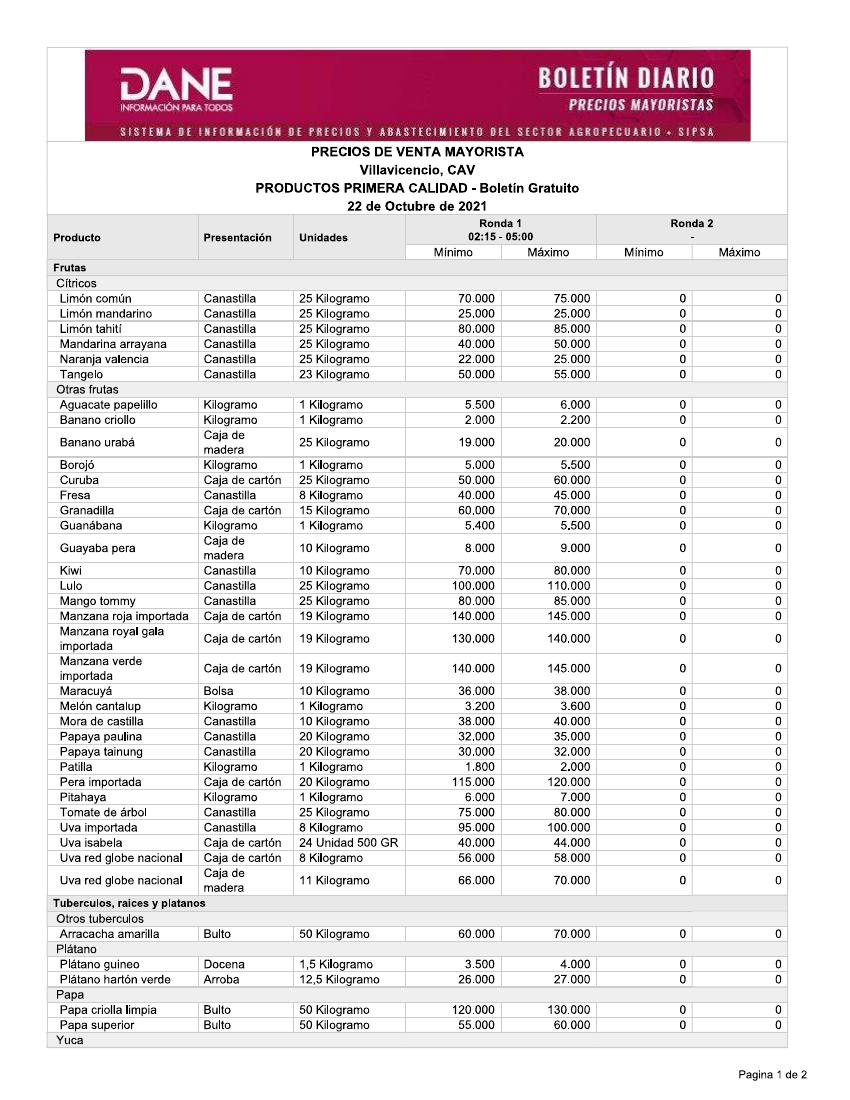 DANE
INFORMACIÓN PARA TODOS
BOLETÍN DIARIO
PRECIOS MAYORISTAS
SISTEMA DE INFORMACIÓN DE PRECIOS Y ABASTECIMIENTO DEL SECTOR AGROPECUARIO • SIPSA
PRECIOS DE VENTA MAYORISTA
Villavicencio, CAV
PRODUCTOS PRIMERA CALIDAD - Boletín Gratuito
22 de Octubre de 2021
Producto Presentación Unidades Ronda 1 02:15 - 05:00 Ronda 2 -
Mínimo Máximo Mínimo Máximo
Frutas
Cítricos
Limón común Canastilla 25 Kilogramo 70.000 75.000 0 0
Limón mandarino Canastilla 25 Kilogramo 25.000 25.000 0 0
Limón tahití Canastilla 25 Kilogramo 80.000 85.000 0 0
Mandarina arrayana Canastilla 25 Kilogramo 40.000 50.000 0 0
Naranja valencia Canastilla 25 Kilogramo 22.000 25.000 0 0
Tangelo Canastilla 23 Kilogramo 50.000 55.000 0 0
Otras frutas
Aguacate papelillo Kilogramo 1 Kilogramo 5.500 6.000 0 0
Banano criollo Kilogramo 1 Kilogramo 2.000 2.200 0 0
Banano urabá Caja de madera 25 Kilogramo 19.000 20.000 0 0
Borojó Kilogramo 1 Kilogramo 5.000 5.500 0 0
Curuba Caja de cartón 25 Kilogramo 50.000 60.000 0 0
Fresa Canastilla 8 Kilogramo 40.000 45.000 0 0
Granadilla Caja de cartón 15 Kilogramo 60.000 70.000 0 0
Guanábana Kilogramo 1 Kilogramo 5.400 5.500 0 0
Guayaba pera Caja de madera 10 Kilogramo 8.000 9.000 0 0
Kiwi Canastilla 10 Kilogramo 70.000 80.000 0 0
Lulo Canastilla 25 Kilogramo 100.000 110.000 0 0
Mango tommy Canastilla 25 Kilogramo 80.000 85.000 0 0
Manzana roja importada Caja de cartón 19 Kilogramo 140.000 145.000 0 0
Manzana royal gala importada Caja de cartón 19 Kilogramo 130.000 140.000 0 0
Manzana verde importada Caja de cartón 19 Kilogramo 140.000 145.000 0 0
Maracuyá Bolsa 10 Kilogramo 36.000 38.000 0 0
Melón cantalup Kilogramo 1 Kilogramo 3.200 3.600 0 0
Mora de castilla Canastilla 10 Kilogramo 38.000 40.000 0 0
Papaya paulina Canastilla 20 Kilogramo 32.000 35.000 0 0
Papaya tainung Canastilla 20 Kilogramo 30.000 32.000 0 0
Patilla Kilogramo 1 Kilogramo 1.800 2.000 0 0
Pera importada Caja de cartón 20 Kilogramo 115.000 120.000 0 0
Pitahaya Kilogramo 1 Kilogramo 6.000 7.000 0 0
Tomate de árbol Canastilla 25 Kilogramo 75.000 80.000 0 0
Uva importada Canastilla 8 Kilogramo 95.000 100.000 0 0
Uva isabela Caja de cartón 24 Unidad 500 GR 40.000 44.000 0 0
Uva red globe nacional Caja de cartón 8 Kilogramo 56.000 58.000 0 0
Uva red globe nacional Caja de madera 11 Kilogramo 66.000 70.000 0 0
Tuberculos, raices y platanos
Otros tuberculos
Arracacha amarilla Bulto 50 Kilogramo 60.000 70.000 0 0
Plátano
Plátano guineo Docena 1,5 Kilogramo 3.500 4.000 0 0
Plátano hartón verde Arroba 12,5 Kilogramo 26.000 27.000 0 0
Papa
Papa criolla limpia Bulto 50 Kilogramo 120.000 130.000 0 0
Papa superior Bulto 50 Kilogramo 55.000 60.000 0 0
Yuca
Pagina 1 de 2